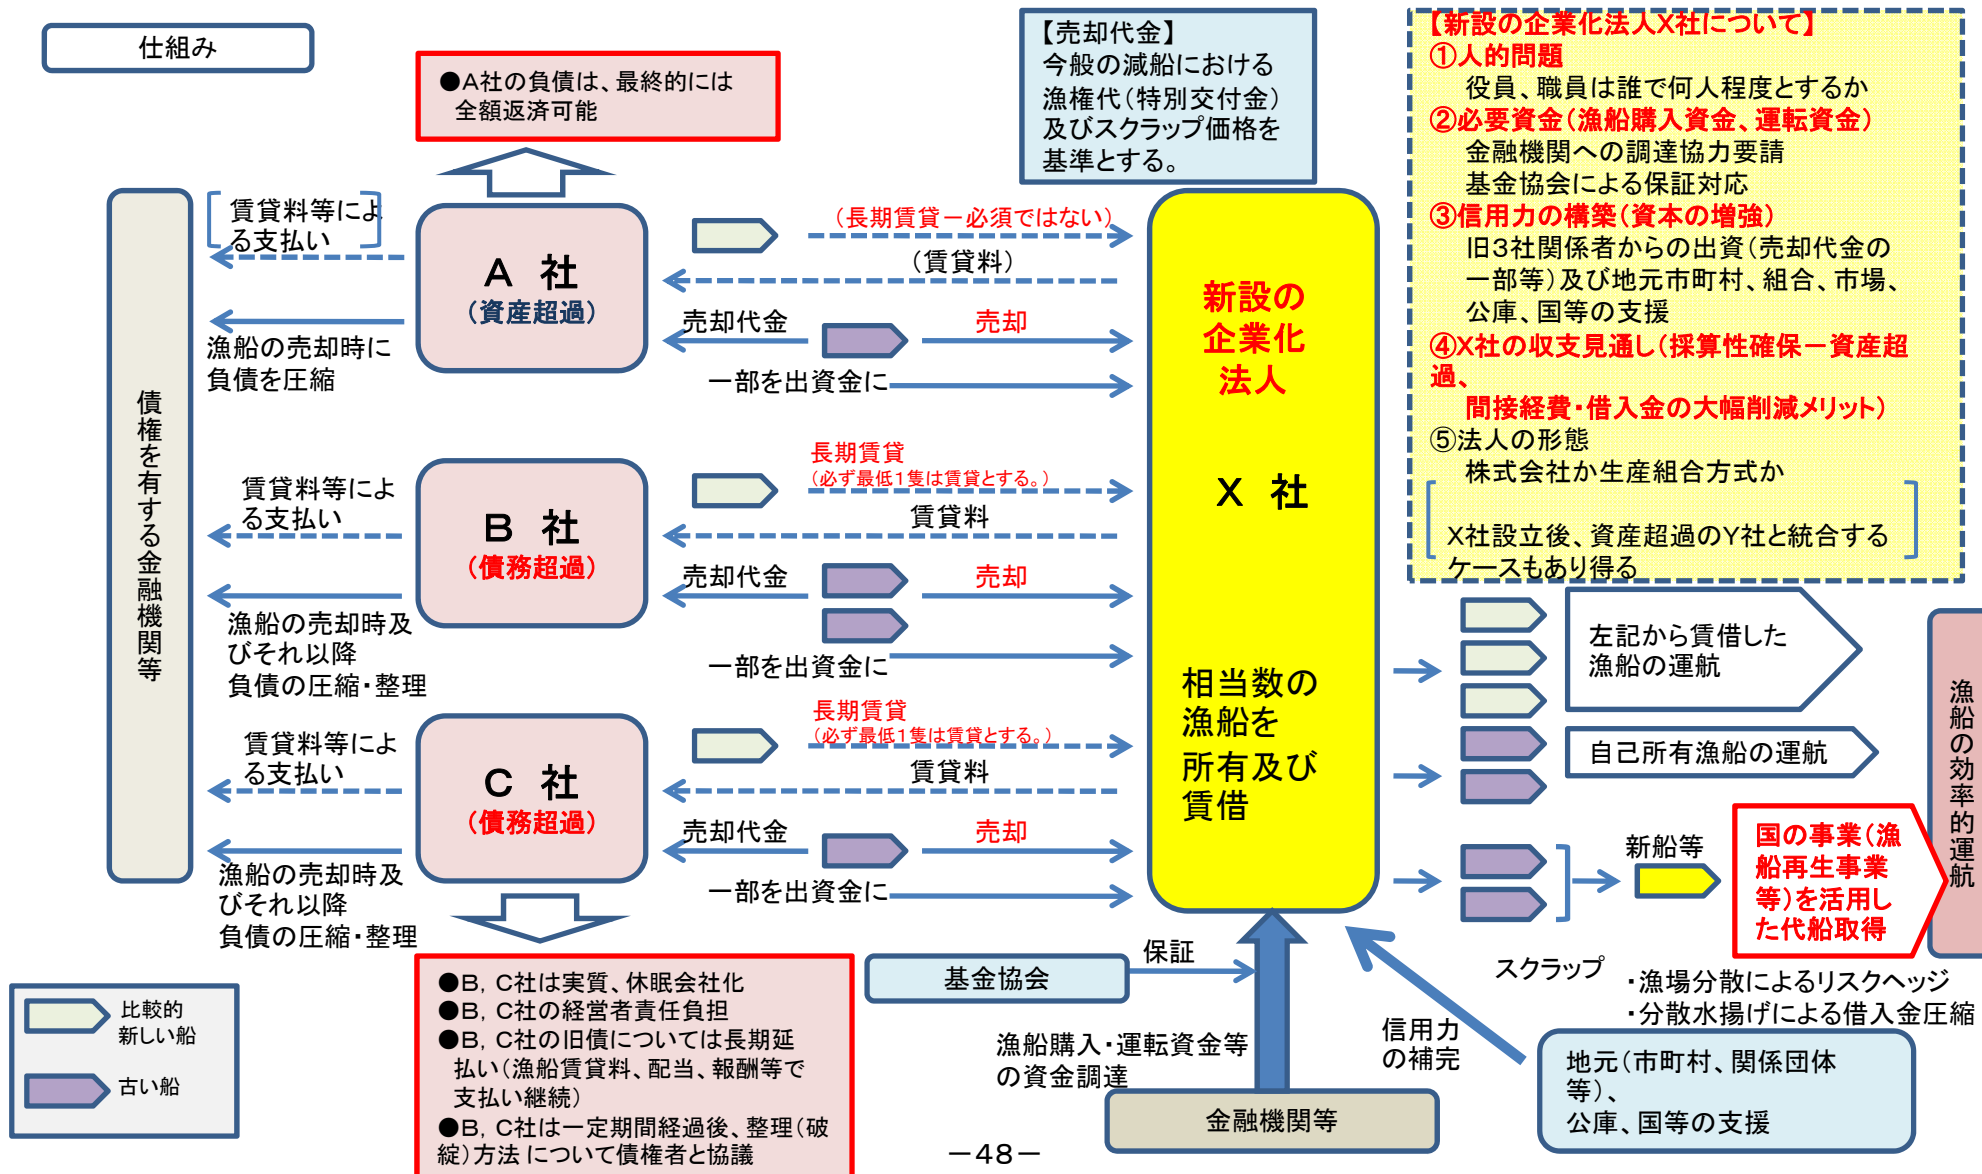 仕組み
●A社の負債は、最終的には
全額返済可能
【売却代金】
今般の減船における
漁権代（特別交付金）
及びスクラップ価格を
基準とする。
【新設の企業化法人X社について】
①人的問題
役員、職員は誰で何人程度とするか
②必要資金（漁船購入資金、運転資金）
金融機関への調達協力要請
基金協会による保証対応
③信用力の構築（資本の増強）
旧3社関係者からの出資（売却代金の
一部等）及び地元市町村、組合、市場、
公庫、国等の支援
④X社の収支見通し（採算性確保－資産超
過、
間接経費・借入金の大幅削減メリット）
⑤法人の形態
株式会社か生産組合方式か
X社設立後、資産超過のY社と統合する
ケースもあり得る
債権を有する金融機関等
賃貸料等によ
る支払い
漁船の売却時に
負債を圧縮
A 社
（資産超過）
（長期賃貸－必須ではない）
（賃貸料）
売却代金
売却
一部を出資金に
賃貸料等によ
る支払い
漁船の売却時及
びそれ以降
負債の圧縮・整理
B 社
（債務超過）
長期賃貸
（必ず最低1隻は賃貸とする。）
賃貸料
売却代金
売却
一部を出資金に
賃貸料等によ
る支払い
漁船の売却時及
びそれ以降
負債の圧縮・整理
C 社
（債務超過）
長期賃貸
（必ず最低1隻は賃貸とする。）
賃貸料
売却代金
売却
一部を出資金に
新設の
企業化
法人
X 社
相当数の
漁船を
所有及び
賃借
左記から賃借した
漁船の運航
自己所有漁船の運航
新船等
国の事業（漁
船再生事業
等）を活用し
た代船取得
漁船の効率的運航
スクラップ
・漁場分散によるリスクヘッジ
・分散水揚げによる借入金圧縮
比較的
新しい船
古い船
●B，C社は実質、休眠会社化
●B，C社の経営者責任負担
●B，C社の旧債については長期延
払い（漁船賃貸料、配当、報酬等で
支払い継続）
●B，C社は一定期間経過後、整理（破
綻）方法 について債権者と協議
基金協会
保証
漁船購入・運転資金等
の資金調達
金融機関等
信用力
の補完
地元（市町村、関係団体
等）、
公庫、国等の支援
－48－